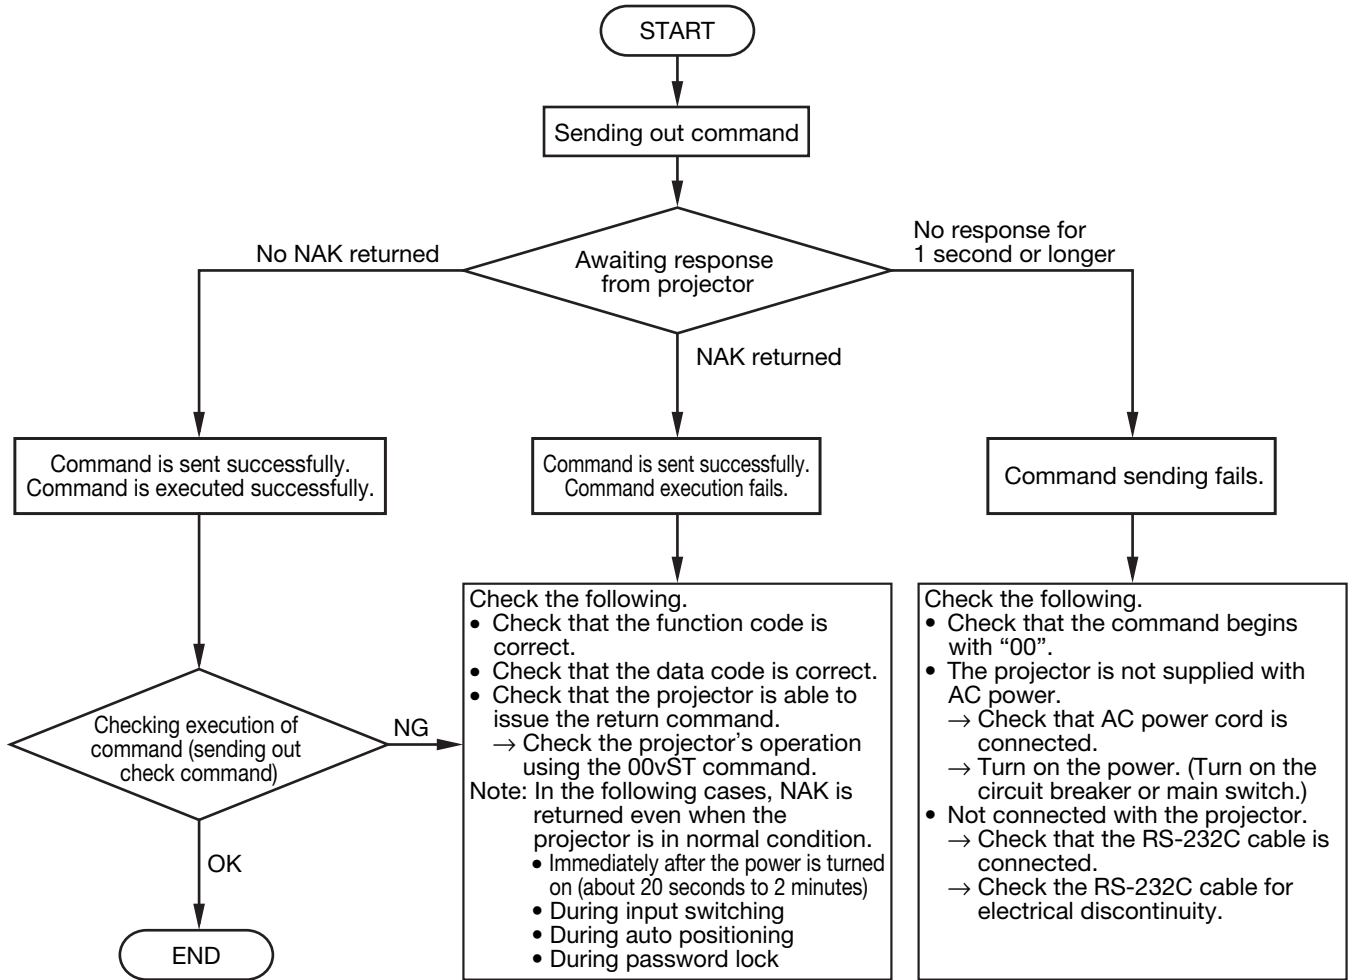 START
Sending out command
Awaiting response
from projector
No NAK returned
No response for
1 second or longer
NAK returned
Command is sent successfully.
Command is executed successfully.
Command is sent successfully.
Command execution fails.
Command sending fails.
Checking execution of
command (sending out
check command)
NG
OK
END
Check the following.
• Check that the function code is
correct.
• Check that the data code is correct.
• Check that the projector is able to
issue the return command.
→ Check the projector’s operation
using the 00vST command.
Note: In the following cases, NAK is
returned even when the
projector is in normal condition.
• Immediately after the power is turned
on (about 20 seconds to 2 minutes)
• During input switching
• During auto positioning
• During password lock
Check the following.
• Check that the command begins
with “00”.
• The projector is not supplied with
AC power.
→ Check that AC power cord is
connected.
→ Turn on the power. (Turn on the
circuit breaker or main switch.)
• Not connected with the projector.
→ Check that the RS-232C cable is
connected.
→ Check the RS-232C cable for
electrical discontinuity.